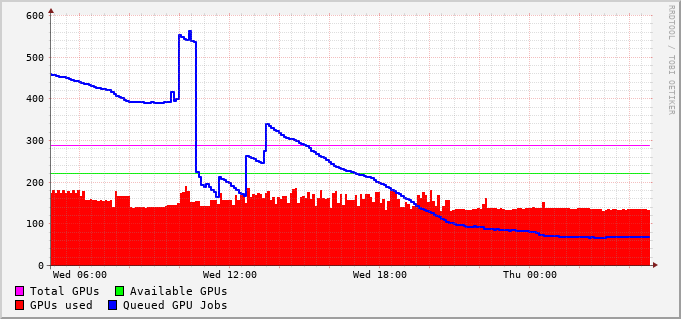 RRDTOOL / TOBI OETIKER
600
500
400
300
200
100
0
Wed 06:00 Wed 12:00 Wed 18:00 Thu 00:00
Total GPUs Available GPUs
GPUs used Queued GPU Jobs